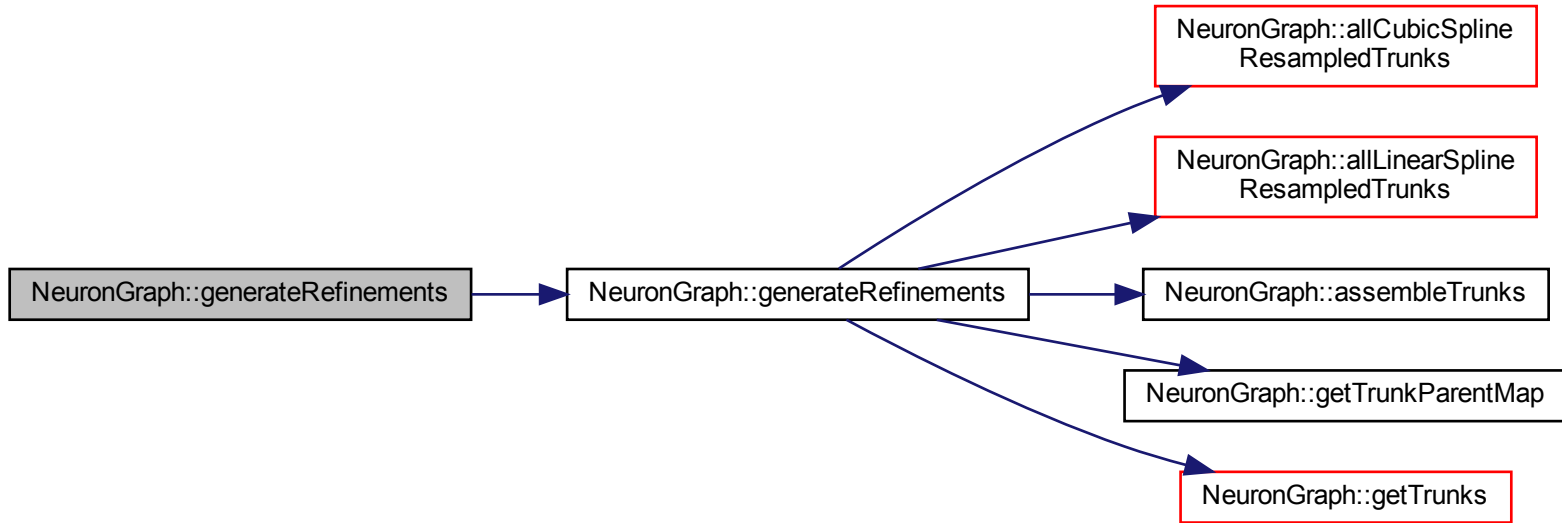 NeuronGraph::generateRefinements
NeuronGraph::generateRefinements
NeuronGraph::allCubicSpline
ResampledTrunks
NeuronGraph::allLinearSpline
ResampledTrunks
NeuronGraph::assembleTrunks
NeuronGraph::getTrunkParentMap
NeuronGraph::getTrunks